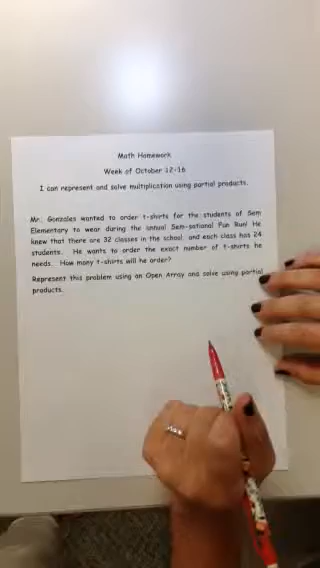 Math Homework
Week of October 12-16
I can represent and solve multiplication using partial products.
Mr. Gonzales wanted to order t-shirts for the students of Sem
Elementary to wear during the annual Sem-sational Fun Run! He
knew that there are 32 classes in the school, and each class has 24
students. He wants to order the exact number of t-shirts he
needs. How many t-shirts will he order?
Represent this problem using an Open Array and solve using partial
products.